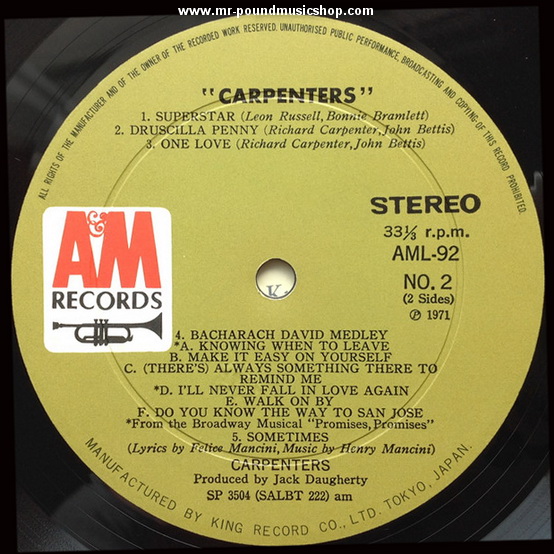 www.mr-poundmusicshop.com
ALL RIGHTS OF THE MANUFACTURER AND OF THE OWNER OF THE RECORDED WORK RESERVED. UNAUTHORISED PUBLIC PERFORMANCE, BROADCASTING AND COPYING OF THIS RECORD PROHIBITED.
"CARPENTERS"
1. SUPERSTAR (Leon Russell, Bonnie Bramlett)
2. DRUSCILLA PENNY (Richard Carpenter, John Bettis)
3. ONE LOVE (Richard Carpenter, John Bettis)
STEREO
33⅓ r.p.m.
AML-92
NO. 2
(2 Sides)
Ⓟ 1971
A&M
RECORDS
K
4. BACHARACH DAVID MEDLEY
*A. KNOWING WHEN TO LEAVE
B. MAKE IT EASY ON YOURSELF
C. (THERE'S) ALWAYS SOMETHING THERE TO
REMIND ME
*D. I'LL NEVER FALL IN LOVE AGAIN
E. WALK ON BY
F. DO YOU KNOW THE WAY TO SAN JOSE
*From the Broadway Musical "Promises, Promises"
5. SOMETIMES
(Lyrics by Felice Mancini, Music by Henry Mancini)
CARPENTERS
Produced by Jack Daugherty
SP 3504 (SALBT 222) am
MANUFACTURED BY KING RECORD CO., LTD. TOKYO, JAPAN.